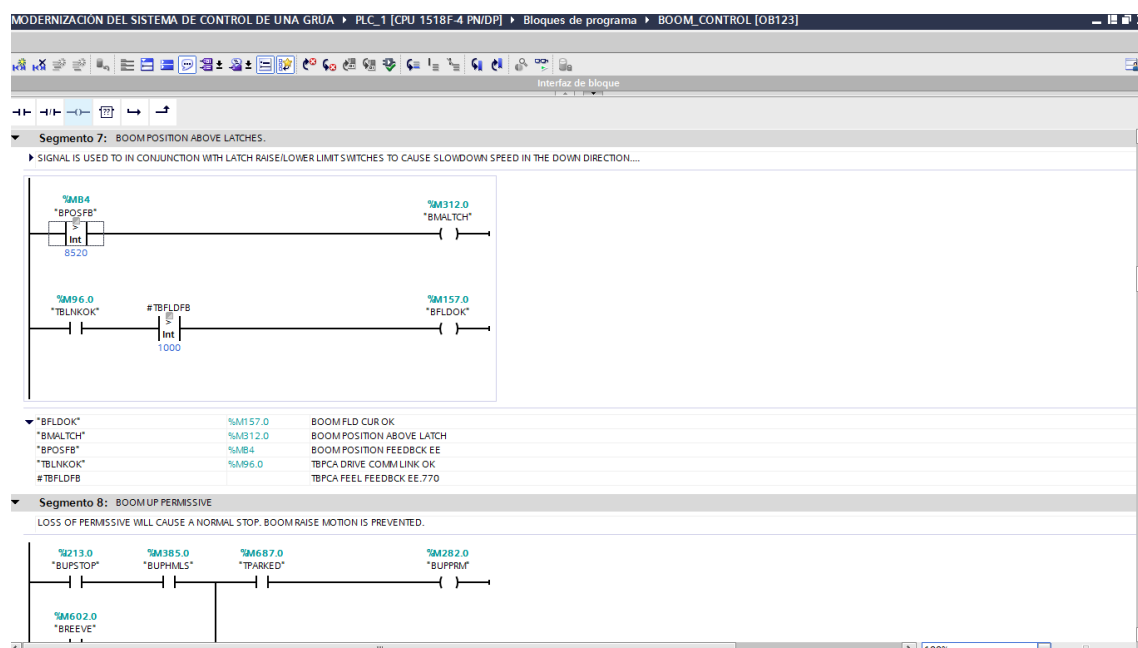 MODERNIZACIÓN DEL SISTEMA DE CONTROL DE UNA GRÚA ▸ PLC_1 [CPU 1518F-4 PN/DP] ▸ Bloques de programa ▸ BOOM_CONTROL [OB123]
Interfaz de bloque
Segmento 7: BOOM POSITION ABOVE LATCHES.
SIGNAL IS USED TO IN CONJUNCTION WITH LATCH RAISE/LOWER LIMIT SWITCHES TO CAUSE SLOWDOWN SPEED IN THE DOWN DIRECTION....
%MB4
"BPOSFB"
>
Int
8520
%M312.0
"BMALTCH"
%M96.0
"TBLNKOK"
#TBFLDFB
>
Int
1000
%M157.0
"BFLDOK"
"BFLDOK" %M157.0 BOOM FLD CUR OK
"BMALTCH" %M312.0 BOOM POSITION ABOVE LATCH
"BPOSFB" %MB4 BOOM POSITION FEEDBCK EE
"TBLNKOK" %M96.0 TBPCA DRIVE COMM LINK OK
#TBFLDFB TBPCA FEEL FEEDBCK EE.770
Segmento 8: BOOM UP PERMISSIVE
LOSS OF PERMISSIVE WILL CAUSE A NORMAL STOP. BOOM RAISE MOTION IS PREVENTED.
%I213.0
"BUPSTOP"
%M385.0
"BUPHMLS"
%M687.0
"TPARKED"
%M282.0
"BUPPRM"
%M602.0
"BREEVE"
100%